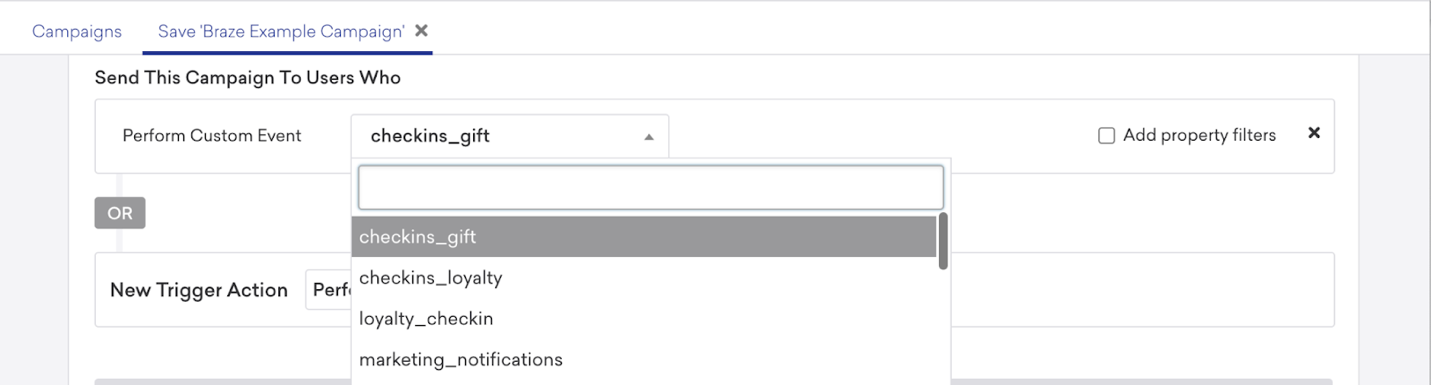 Campaigns Save 'Braze Example Campaign'
Send This Campaign To Users Who
Perform Custom Event checkins_gift Add property filters
OR
checkins_gift
checkins_loyalty
New Trigger Action Perf
loyalty_checkin
marketing_notifications